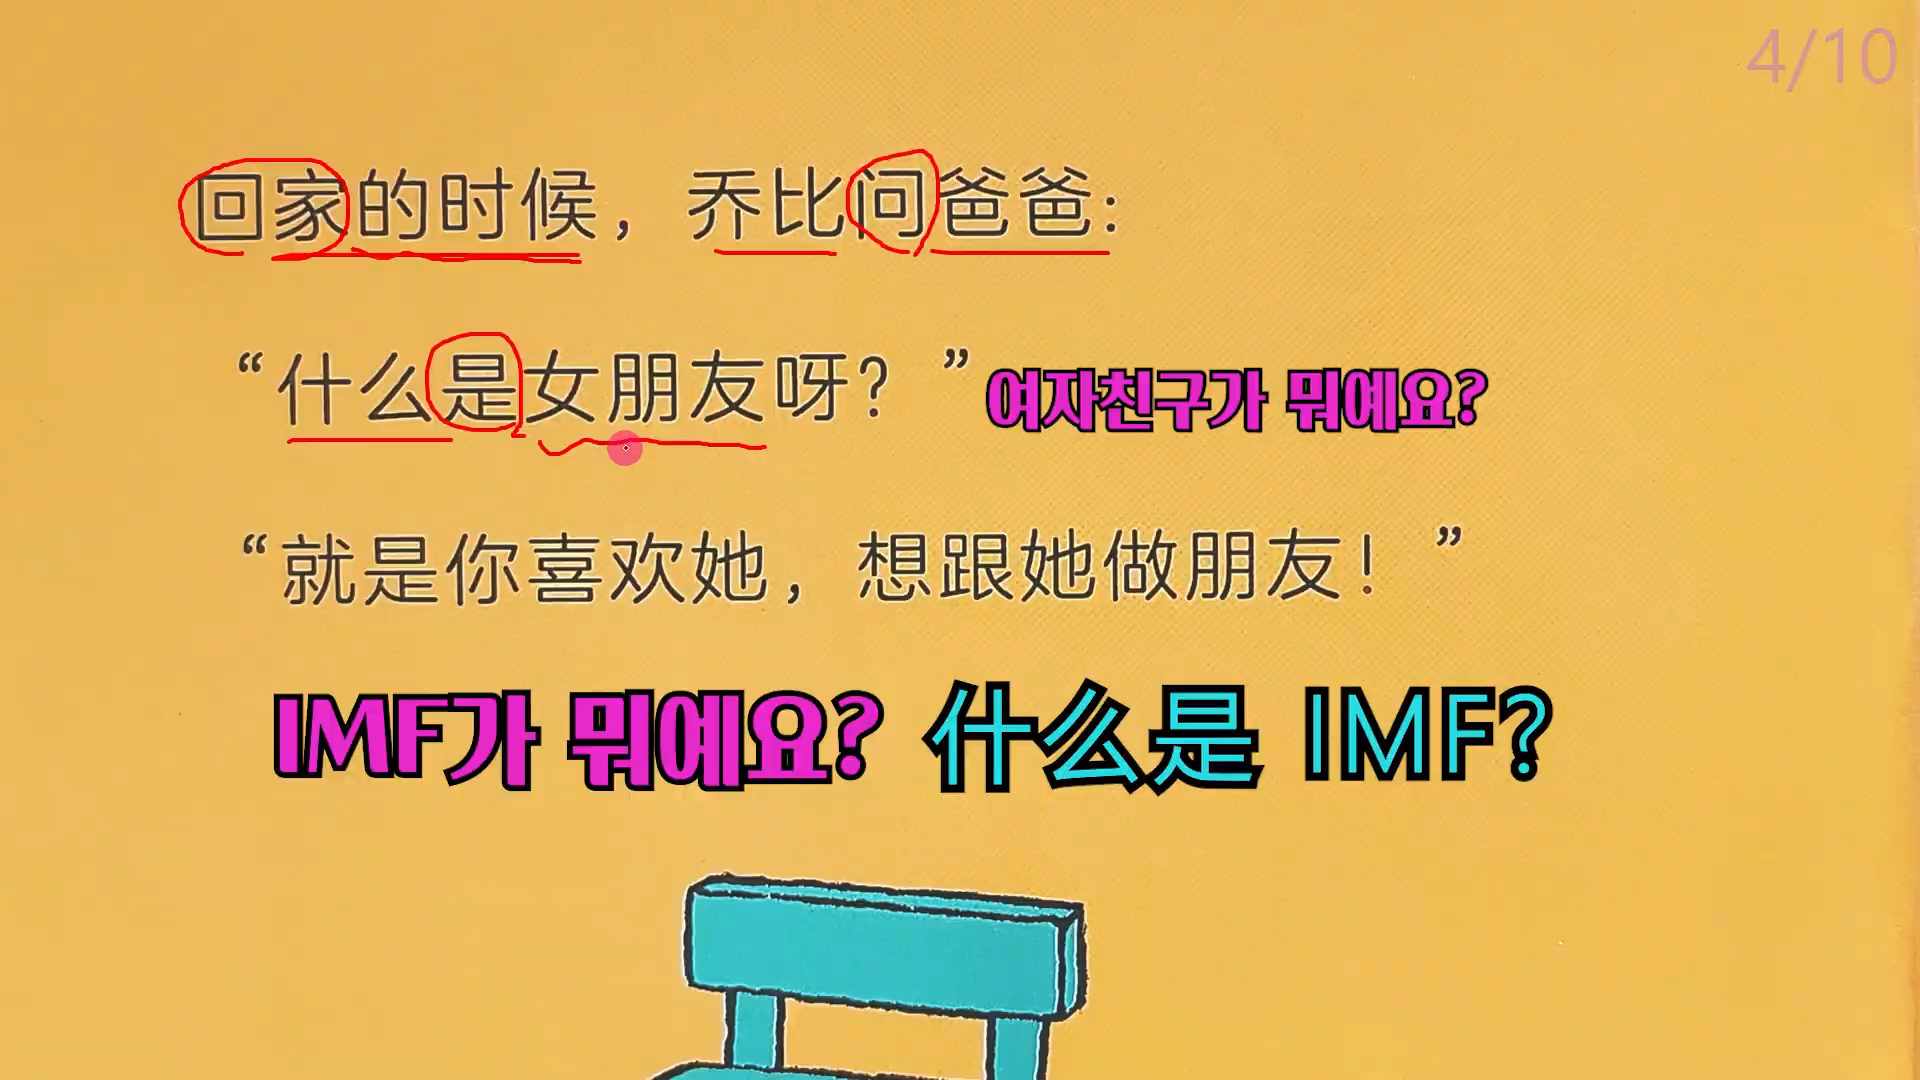 4/10
回家的时候，乔比问爸爸：
“什么是女朋友呀？” 여자친구가 뭐예요?
“就是你喜欢她，想跟她做朋友！”
IMF가 뭐예요? 什么是 IMF?